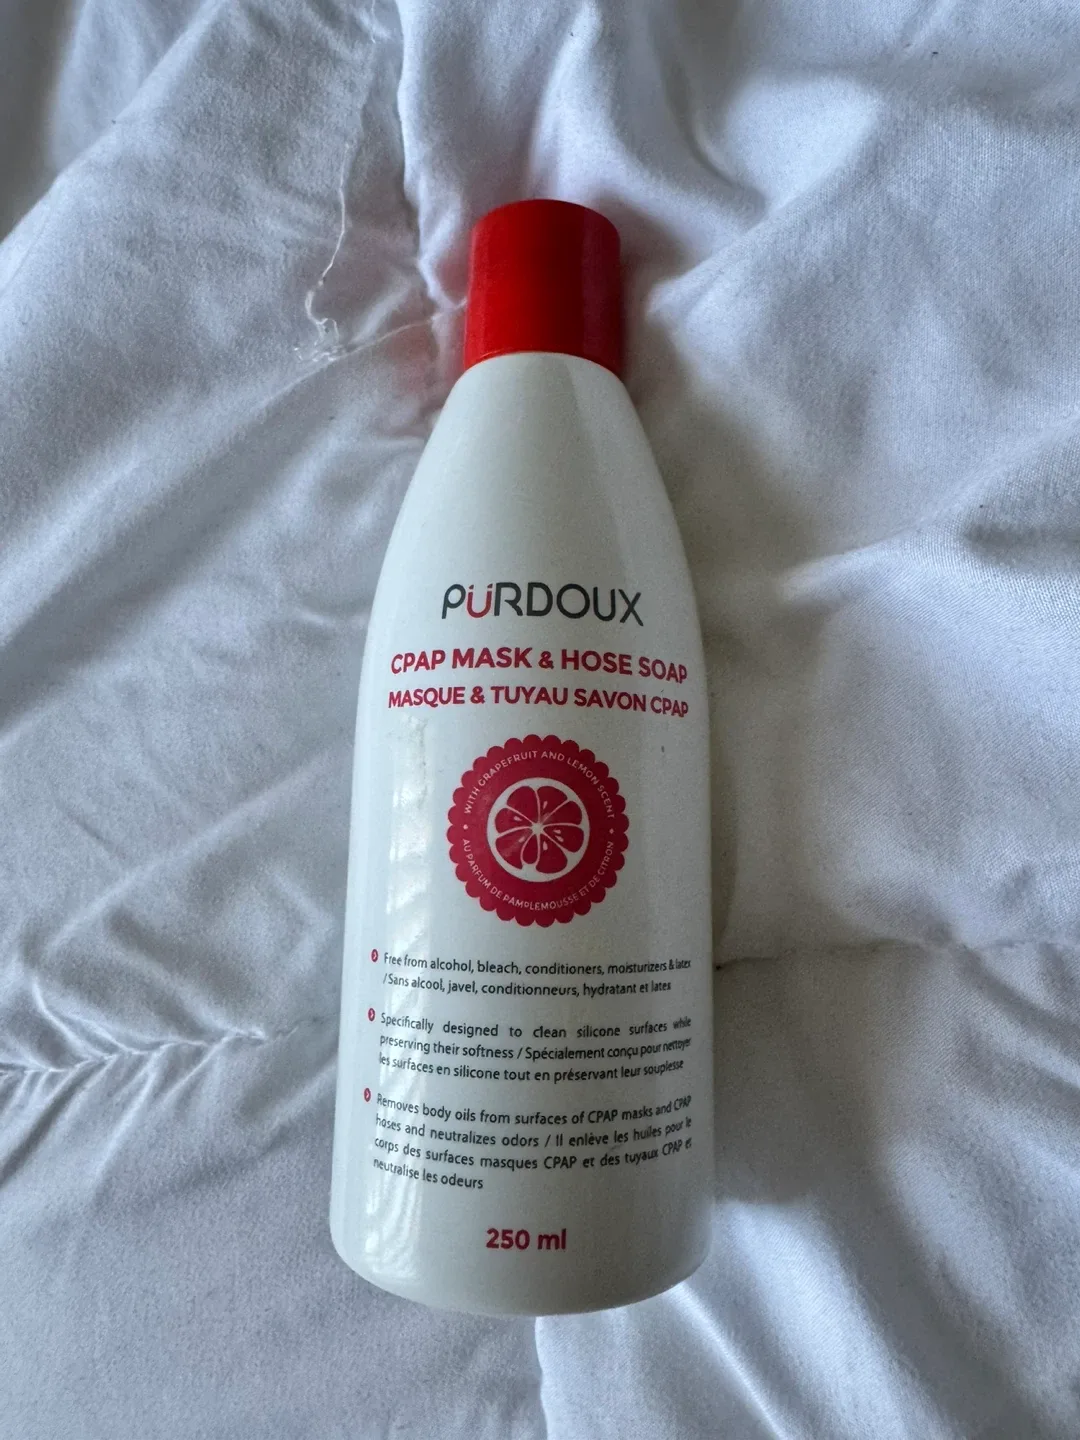 PÜRDOUX
CPAP MASK & HOSE SOAP
MASQUE & TUYAU SAVON CPAP
WITH GRAPEFRUIT AND LEMON SCENT
AU PARFUM DE PAMPLEMOUSSE ET DE CITRON
Free from alcohol, bleach, conditioners, moisturizers & latex
/Sans alcool, javel, conditionneurs, hydratant et latex
Specifically designed to clean silicone surfaces while
preserving their softness / Spécialement conçu pour nettoyer
les surfaces en silicone tout en préservant leur souplesse
Removes body oils from surfaces of CPAP masks and CPAP
hoses and neutralizes odors / Il enlève les huiles pour le
corps des surfaces masques CPAP et des tuyaux CPAP et
neutralise les odeurs
250 ml